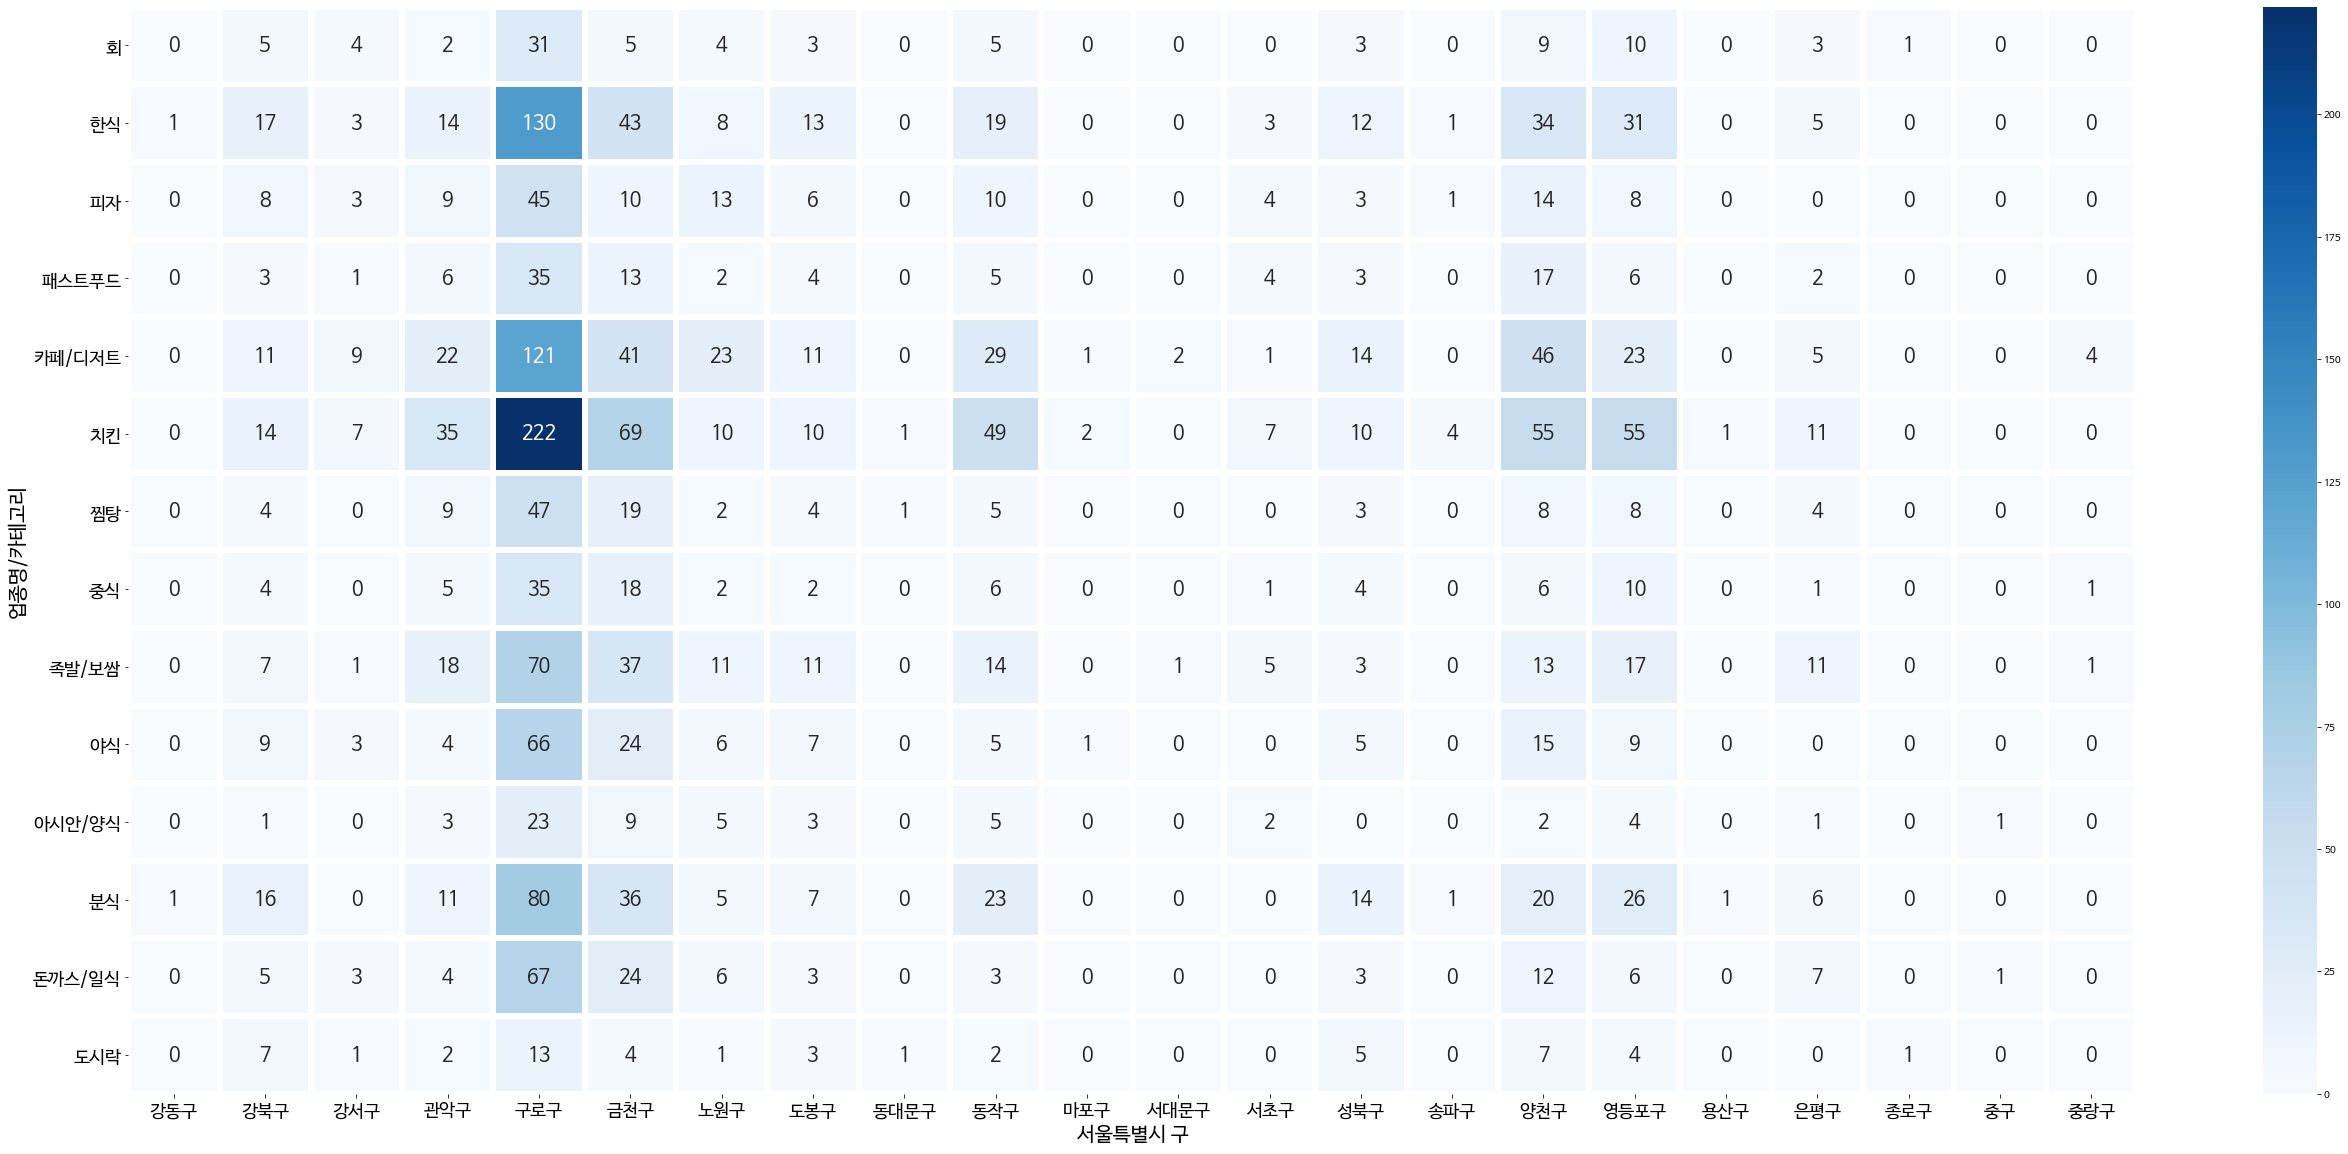 회 0 5 4 2 31 5 4 3 0 5 0 0 0 3 0 9 10 0 3 1 0 0
한식 1 17 3 14 130 43 8 13 0 19 0 0 3 12 1 34 31 0 5 0 0 0
피자 0 8 3 9 45 10 13 6 0 10 0 0 4 3 1 14 8 0 0 0 0 0
패스트푸드 0 3 1 6 35 13 2 4 0 5 0 0 4 3 0 17 6 0 2 0 0 0
카페/디저트 0 11 9 22 121 41 23 11 0 29 1 2 1 14 0 46 23 0 5 0 0 4
치킨 0 14 7 35 222 69 10 10 1 49 2 0 7 10 4 55 55 1 11 0 0 0
찜탕 0 4 0 9 47 19 2 4 1 5 0 0 0 3 0 8 8 0 4 0 0 0
중식 0 4 0 5 35 18 2 2 0 6 0 0 1 4 0 6 10 0 1 0 0 1
족발/보쌈 0 7 1 18 70 37 11 11 0 14 0 1 5 3 0 13 17 0 11 0 0 1
야식 0 9 3 4 66 24 6 7 0 5 1 0 0 5 0 15 9 0 0 0 0 0
아시안/양식 0 1 0 3 23 9 5 3 0 5 0 0 2 0 0 2 4 0 1 0 1 0
분식 1 16 0 11 80 36 5 7 0 23 0 0 0 14 1 20 26 1 6 0 0 0
돈까스/일식 0 5 3 4 67 24 6 3 0 3 0 0 0 3 0 12 6 0 7 0 1 0
도시락 0 7 1 2 13 4 1 3 1 2 0 0 0 5 0 7 4 0 0 1 0 0
강동구 강북구 강서구 관악구 구로구 금천구 노원구 도봉구 동대문구 동작구 마포구 서대문구 서초구 성북구 송파구 양천구 영등포구 용산구 은평구 종로구 중구 중랑구
서울특별시 구
업종명/카테고리
200
175
150
125
100
75
50
25
0